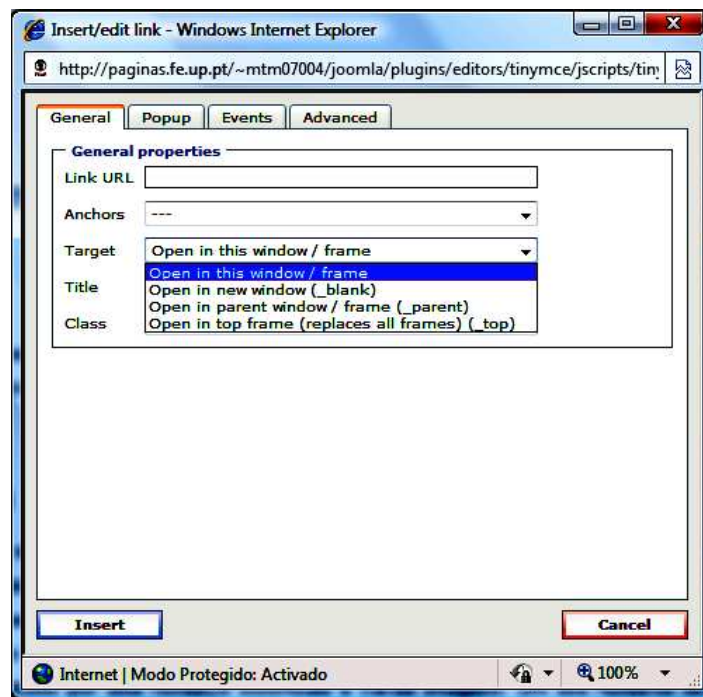 Insert/edit link - Windows Internet Explorer
http://paginas.fe.up.pt/~mtm07004/joomla/plugins/editors/tinymce/jscripts/tiny
General Popup Events Advanced
General properties
Link URL
Anchors ---
Target Open in this window / frame
Open in this window / frame
Title Open in new window (_blank)
Open in parent window / frame (_parent)
Class Open in top frame (replaces all frames) (_top)
Insert Cancel
Internet | Modo Protegido: Activado 100%